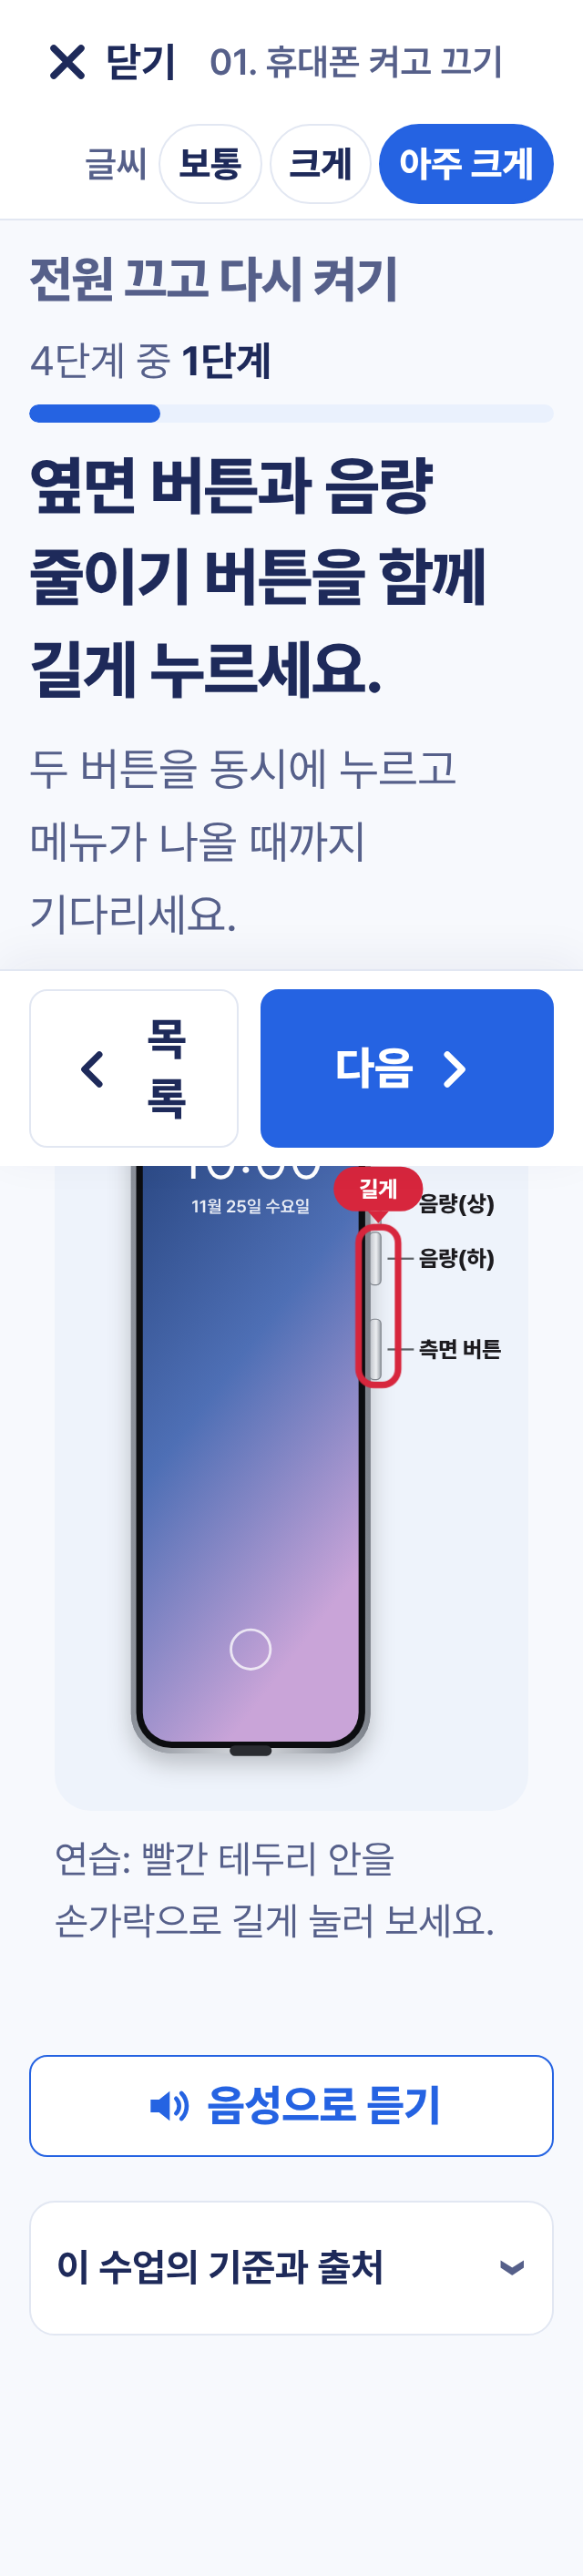 닫기 01. 휴대폰 켜고 끄기
글씨 보통 크게 아주 크게
전원 끄고 다시 켜기
4단계 중 1단계
옆면 버튼과 음량
줄이기 버튼을 함께
길게 누르세요.
두 버튼을 동시에 누르고
메뉴가 나올 때까지
기다리세요.
목
록
다음
길게
음량(상)
11월 25일 수요일
음량(하)
측면 버튼
연습: 빨간 테두리 안을
손가락으로 길게 눌러 보세요.
음성으로 듣기
이 수업의 기준과 출처